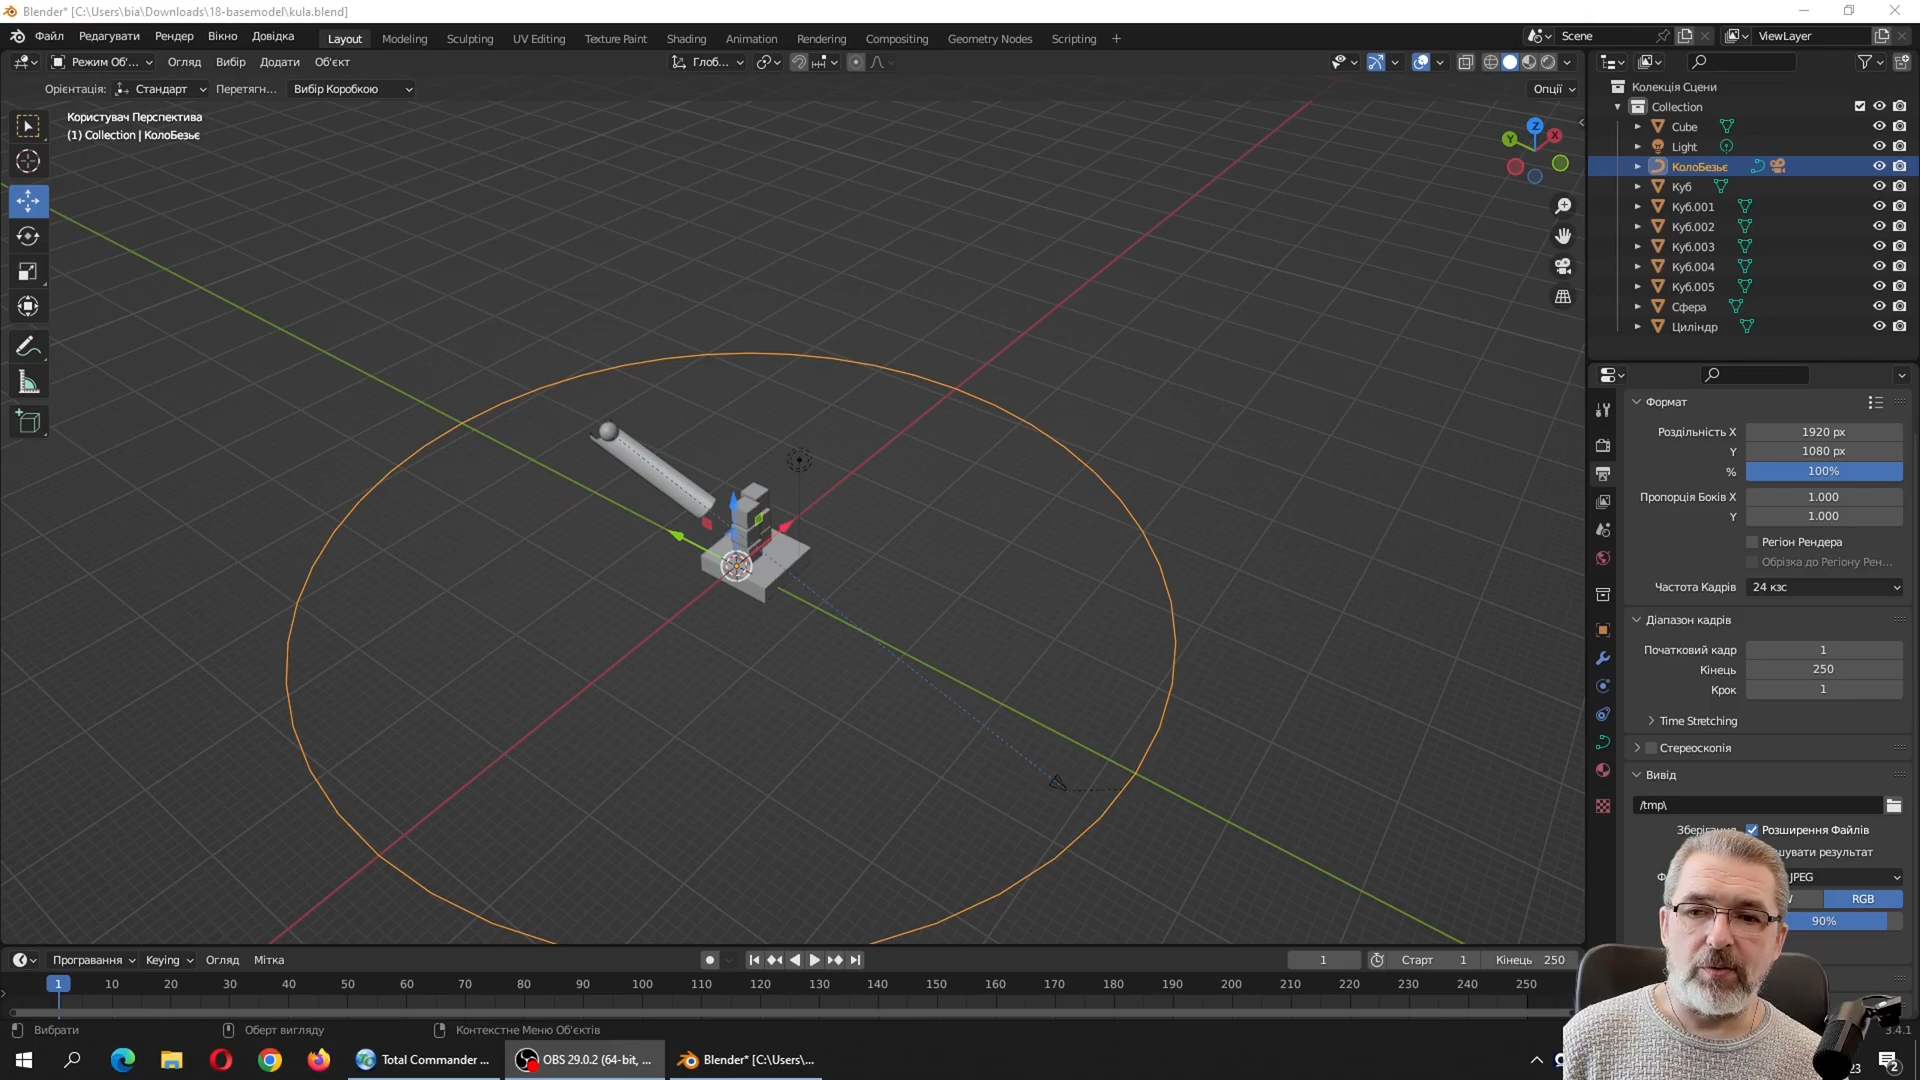 Blender* [C:\Users\bia\Downloads\18-basemodel\kula.blend]
Файл Редагувати Рендер Вікно Довідка Layout Modeling Sculpting UV Editing Texture Paint Shading Animation Rendering Compositing Geometry Nodes Scripting + Scene ViewLayer
Режим Об'... Огляд Вибір Додати Об'єкт Глоб...
Орієнтація: Стандарт Перетягн... Вибір Коробкою Опції
Користувач Перспектива
(1) Collection | КолоБезьє
Z X Y
Колекція Сцени
Collection
Cube
Light
КолоБезьє
Куб
Куб.001
Куб.002
Куб.003
Куб.004
Куб.005
Сфера
Циліндр
Формат
Роздільність X 1920 px
Y 1080 px
% 100%
Пропорція Боків X 1.000
Y 1.000
Регіон Рендера
Обрізка до Регіону Рен...
Частота Кадрів 24 кзс
Діапазон кадрів
Початковий кадр 1
Кінець 250
Крок 1
Time Stretching
Стереоскопія
Вивід
/tmp\
Розширення Файлів
результат
JPEG
RGB
90%
Програвання Keying Огляд Мітка 1 Старт 1 Кінець 250
1 10 20 30 40 50 60 70 80 90 100 110 120 130 140 150 160 170 180 190 200 210 220 230 240 250
Вибрати Оберт вигляду Контекстне Меню Об'єктів 3.4.1
Total Commander ... OBS 29.0.2 (64-bit, ... Blender* [C:\Users\... 23 2